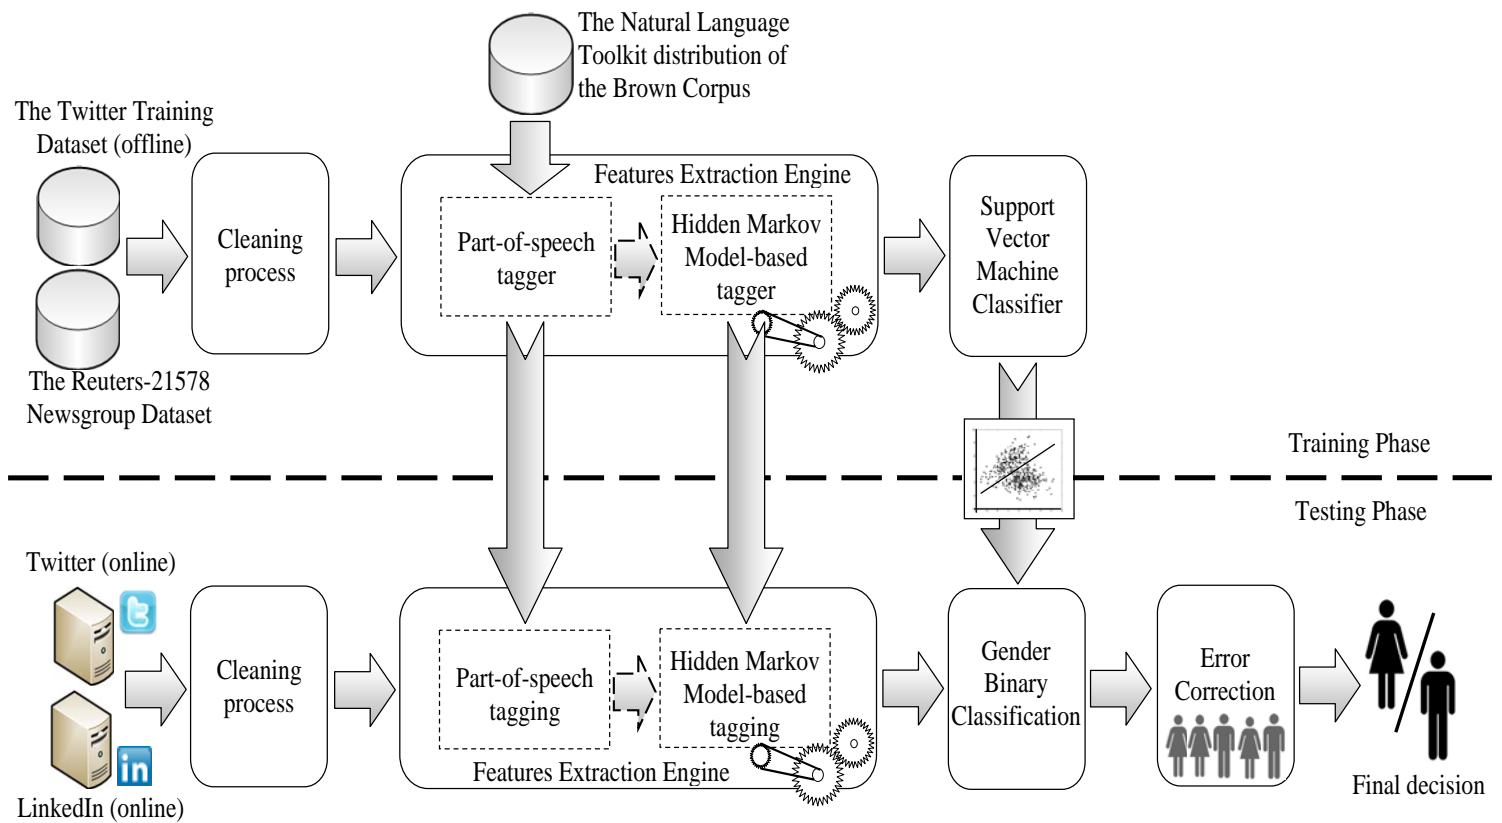 The Natural Language
Toolkit distribution of
the Brown Corpus
The Twitter Training
Dataset (offline)
The Reuters-21578
Newsgroup Dataset
Cleaning
process
Features Extraction Engine
Part-of-speech
tagger
Hidden Markov
Model-based
tagger
Support
Vector
Machine
Classifier
Training Phase
Testing Phase
Twitter (online)
t
in
LinkedIn (online)
Cleaning
process
Part-of-speech
tagging
Hidden Markov
Model-based
tagging
Features Extraction Engine
Gender
Binary
Classification
Error
Correction
Final decision